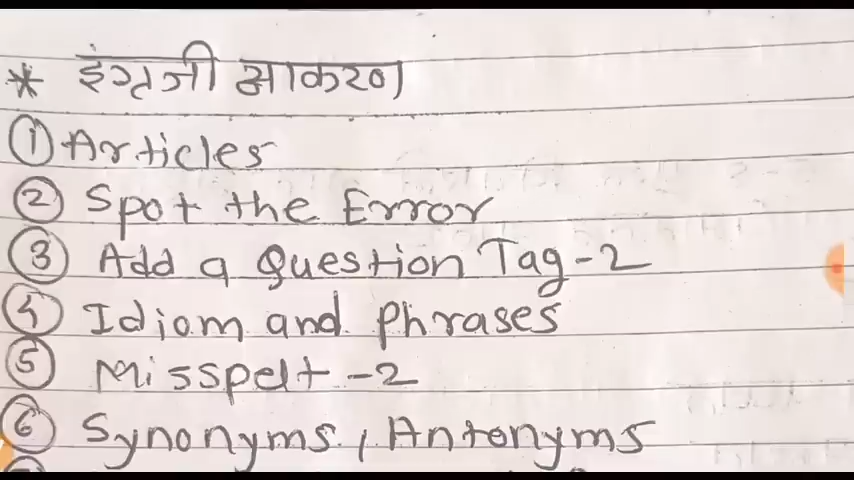 * इंग्रजी व्याकरण
① Articles
② Spot the Error
③ Add a Question Tag-2
④ Idiom and Phrases
⑤ Misspelt -2
⑥ Synonyms, Antonyms